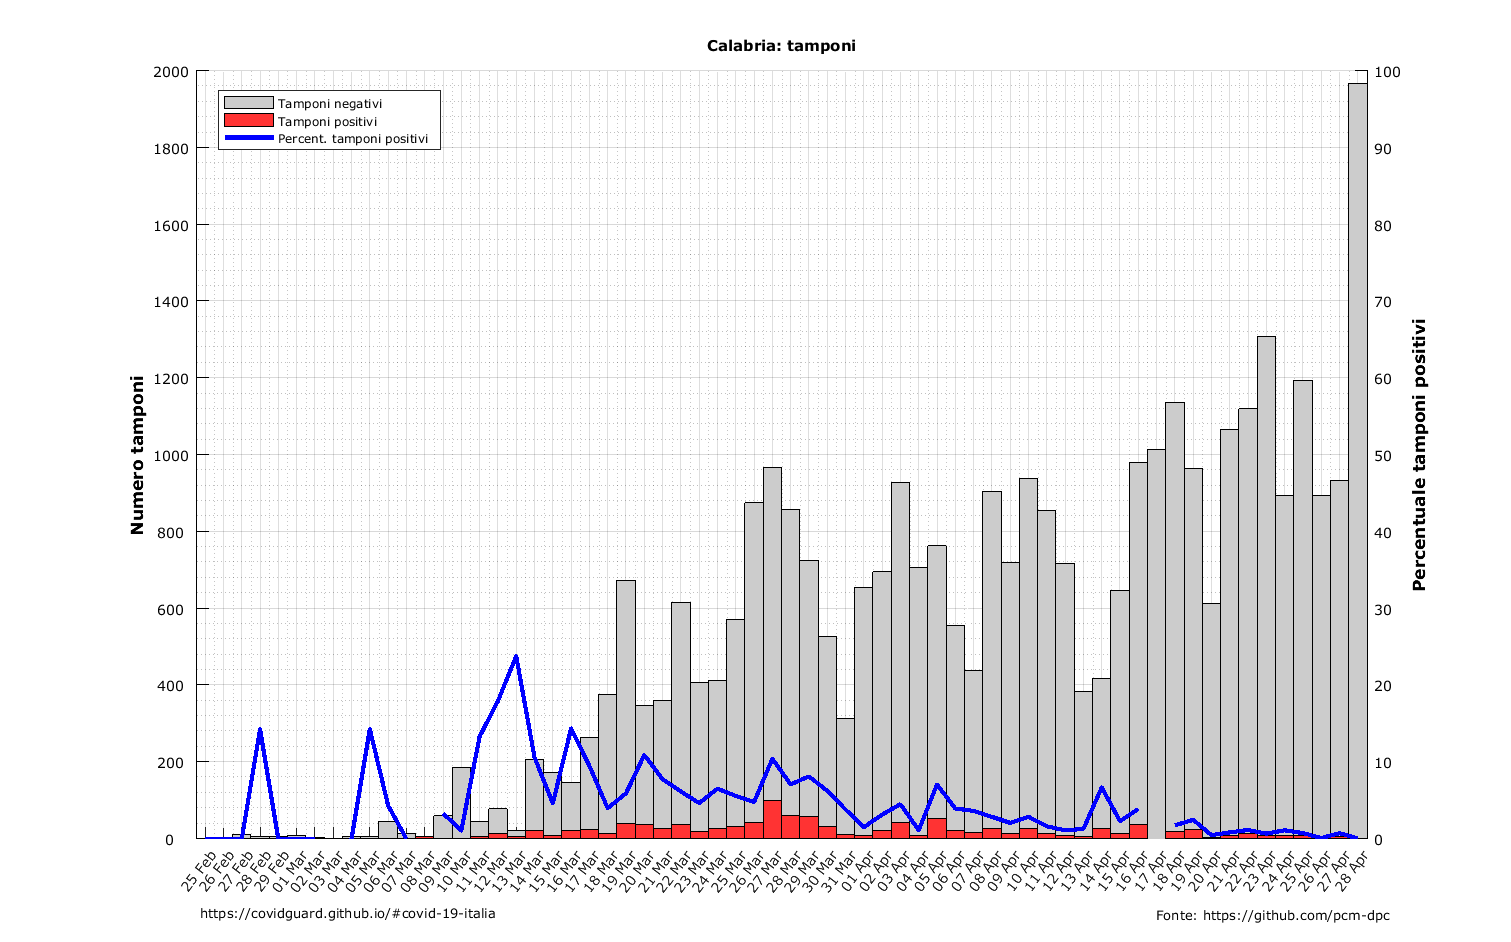 Calabria: tamponi
Tamponi negativi
Tamponi positivi
Percent. tamponi positivi
Numero tamponi
2000
1800
1600
1400
1200
1000
800
600
400
200
0
100
90
80
70
60
50
40
30
20
10
0
Percentuale tamponi positivi
25 Feb
26 Feb
27 Feb
28 Feb
29 Feb
01 Mar
02 Mar
03 Mar
04 Mar
05 Mar
06 Mar
07 Mar
08 Mar
09 Mar
10 Mar
11 Mar
12 Mar
13 Mar
14 Mar
15 Mar
16 Mar
17 Mar
18 Mar
19 Mar
20 Mar
21 Mar
22 Mar
23 Mar
24 Mar
25 Mar
26 Mar
27 Mar
28 Mar
29 Mar
30 Mar
31 Mar
01 Apr
02 Apr
03 Apr
04 Apr
05 Apr
06 Apr
07 Apr
08 Apr
09 Apr
10 Apr
11 Apr
12 Apr
13 Apr
14 Apr
15 Apr
16 Apr
17 Apr
18 Apr
19 Apr
20 Apr
21 Apr
22 Apr
23 Apr
24 Apr
25 Apr
26 Apr
27 Apr
28 Apr
https://covidguard.github.io/#covid-19-italia
Fonte: https://github.com/pcm-dpc